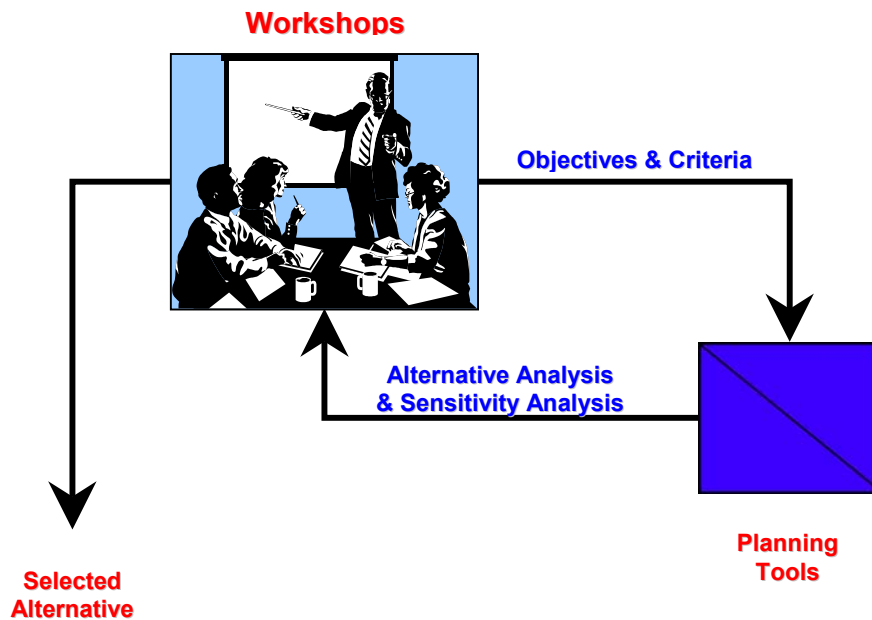 Workshops
Objectives & Criteria
Alternative Analysis
& Sensitivity Analysis
Planning
Tools
Selected
Alternative